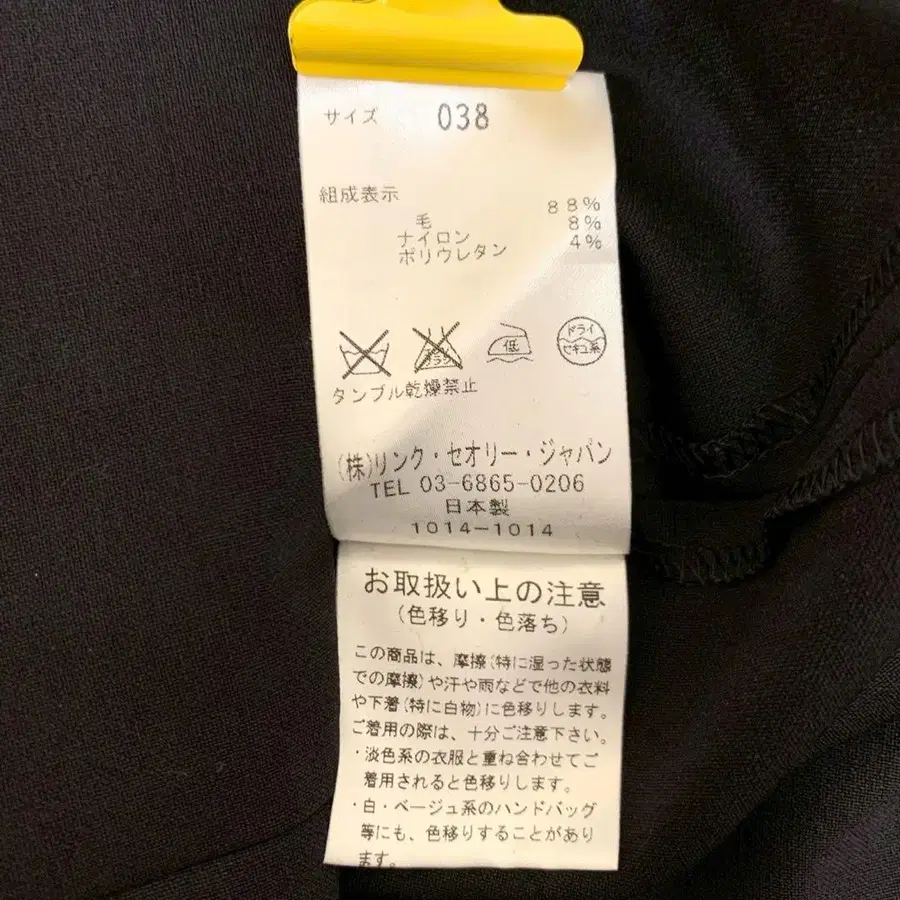 サイズ 038
組成表示
毛 88%
ナイロン 8%
ポリウレタン 4%
低
ドライ
セキユ系
タンブル乾燥禁止
(株)リンク・セオリー・ジャパン
TEL 03-6865-0206
日本製
1014-1014
お取扱い上の注意
(色移り・色落ち)
この商品は、摩擦(特に湿った状態
での摩擦)や汗や雨などで他の衣料
や下着(特に白物)に色移りします。
ご着用の際は、十分ご注意下さい。
・淡色系の衣服と重ね合わせてご
着用されると色移りします。
・白・ベージュ系のハンドバッグ
等にも、色移りすることがあり
ます。